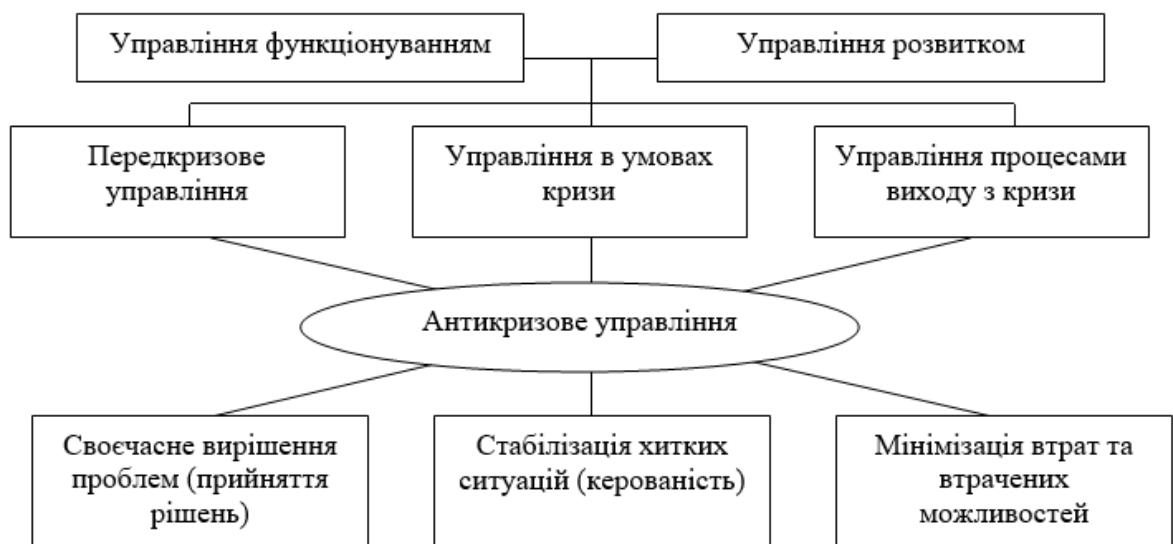 Управління функціонуванням
Управління розвитком
Передкризове
управління
Управління в умовах
кризи
Управління процесами
виходу з кризи
Антикризове управління
Своєчасне вирішення
проблем (прийняття
рішень)
Стабілізація хитких
ситуацій (керованість)
Мінімізація втрат та
втрачених
можливостей